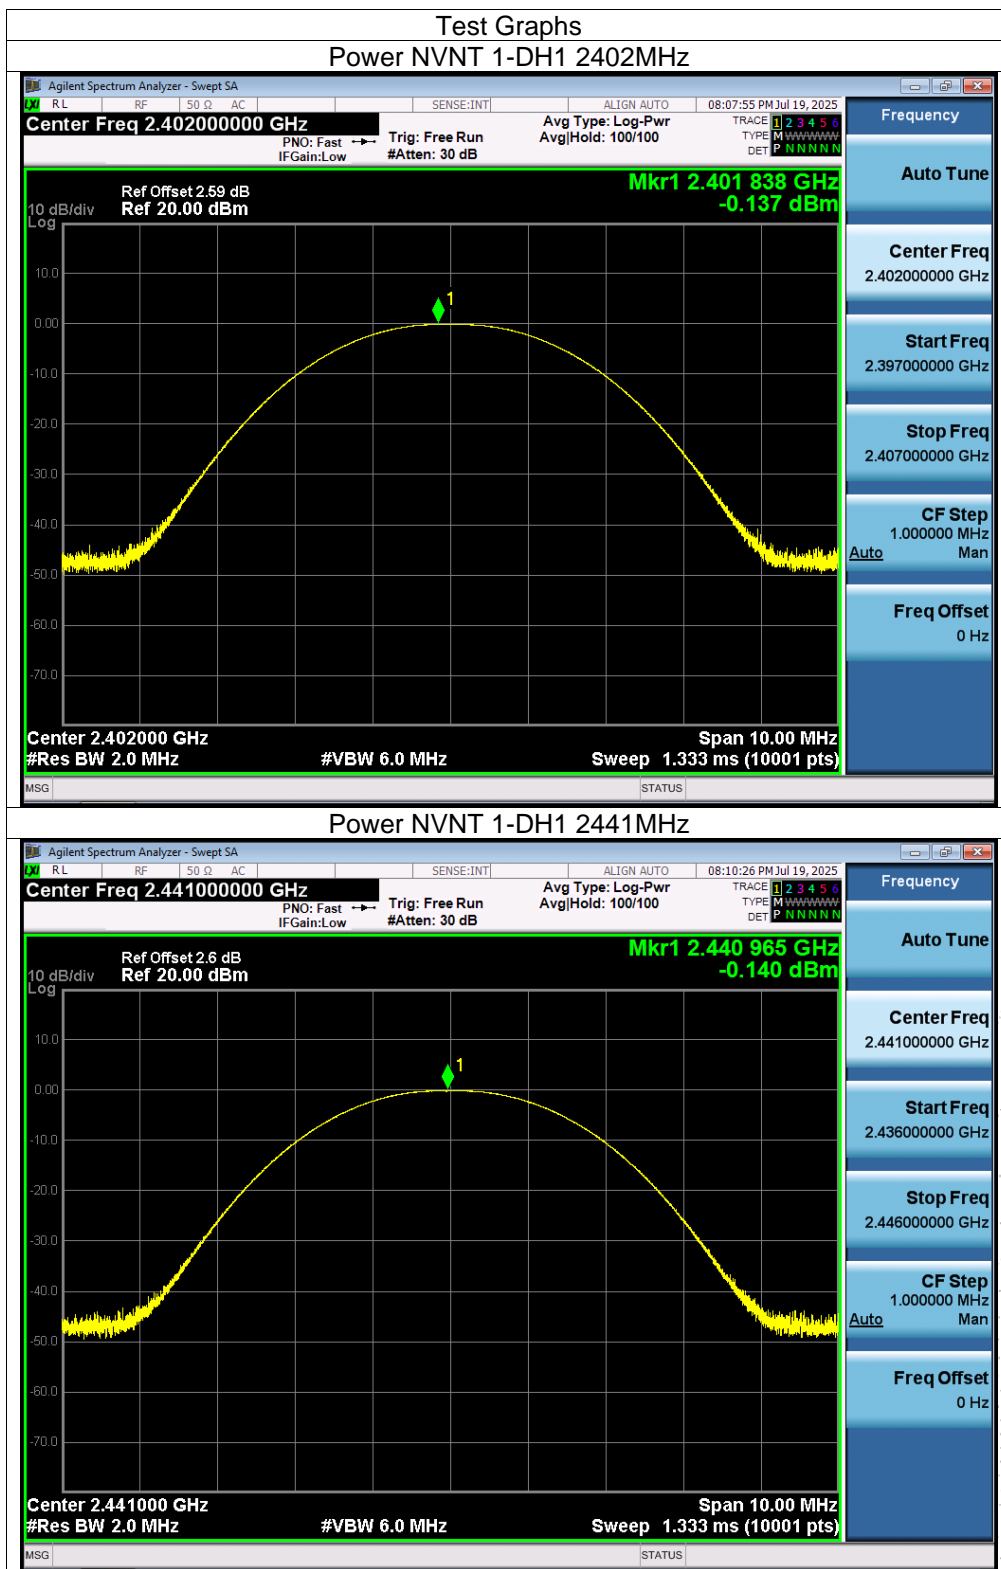 Test Graphs
Power NVNT 1-DH1 2402MHz
Agilent Spectrum Analyzer - Swept SA
LXI RL RF 50 Ω AC SENSE:INT ALIGN AUTO 08:07:55 PM Jul 19, 2025
Center Freq 2.402000000 GHz
PNO: Fast
IFGain:Low
Trig: Free Run
#Atten: 30 dB
Avg Type: Log-Pwr
Avg|Hold: 100/100
TRACE 1 2 3 4 5 6
TYPE M WWWWW
DET P N N N N N
Frequency
Auto Tune
Center Freq
2.402000000 GHz
Start Freq
2.397000000 GHz
Stop Freq
2.407000000 GHz
CF Step
1.000000 MHz
Auto Man
Freq Offset
0 Hz
Mkr1 2.401 838 GHz
-0.137 dBm
Ref Offset 2.59 dB
10 dB/div Ref 20.00 dBm
Log
10.0
0.00
-10.0
-20.0
-30.0
-40.0
-50.0
-60.0
-70.0
1
Center 2.402000 GHz Span 10.00 MHz
#Res BW 2.0 MHz #VBW 6.0 MHz Sweep 1.333 ms (10001 pts)
MSG STATUS
Power NVNT 1-DH1 2441MHz
Agilent Spectrum Analyzer - Swept SA
LXI RL RF 50 Ω AC SENSE:INT ALIGN AUTO 08:10:26 PM Jul 19, 2025
Center Freq 2.441000000 GHz
PNO: Fast
IFGain:Low
Trig: Free Run
#Atten: 30 dB
Avg Type: Log-Pwr
Avg|Hold: 100/100
TRACE 1 2 3 4 5 6
TYPE M WWWWW
DET P N N N N N
Frequency
Auto Tune
Center Freq
2.441000000 GHz
Start Freq
2.436000000 GHz
Stop Freq
2.446000000 GHz
CF Step
1.000000 MHz
Auto Man
Freq Offset
0 Hz
Mkr1 2.440 965 GHz
-0.140 dBm
Ref Offset 2.6 dB
10 dB/div Ref 20.00 dBm
Log
10.0
0.00
-10.0
-20.0
-30.0
-40.0
-50.0
-60.0
-70.0
1
Center 2.441000 GHz Span 10.00 MHz
#Res BW 2.0 MHz #VBW 6.0 MHz Sweep 1.333 ms (10001 pts)
MSG STATUS